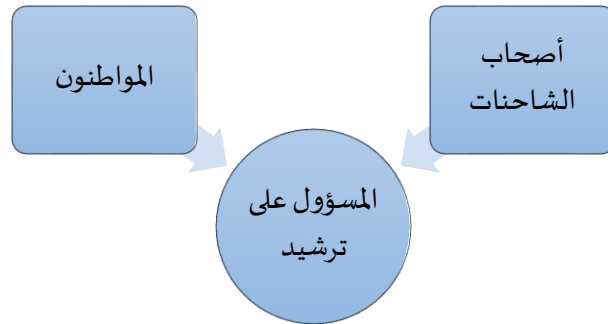 أصحاب
الشاحنات
المواطنون
المسؤول على
ترشيد